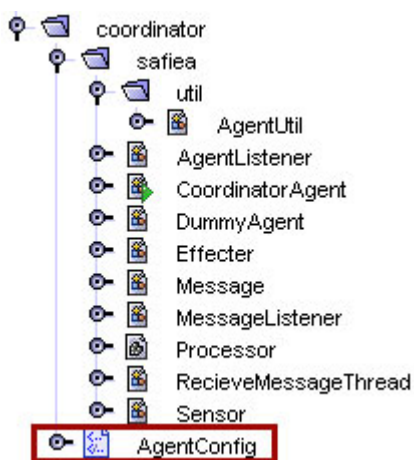 coordinator
safiea
util
AgentUtil
AgentListener
CoordinatorAgent
DummyAgent
Effecter
Message
MessageListener
Processor
RecieveMessageThread
Sensor
AgentConfig